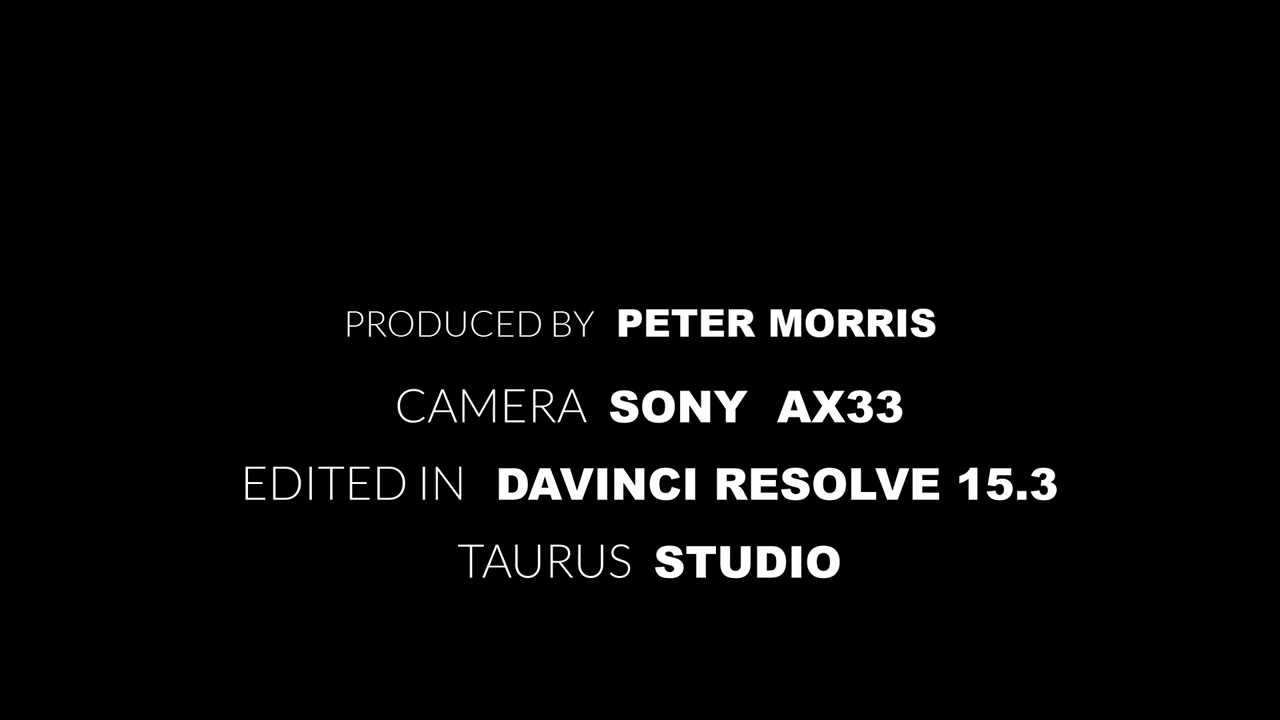 PRODUCED BY PETER MORRIS
CAMERA SONY AX33
EDITED IN DAVINCI RESOLVE 15.3
TAURUS STUDIO